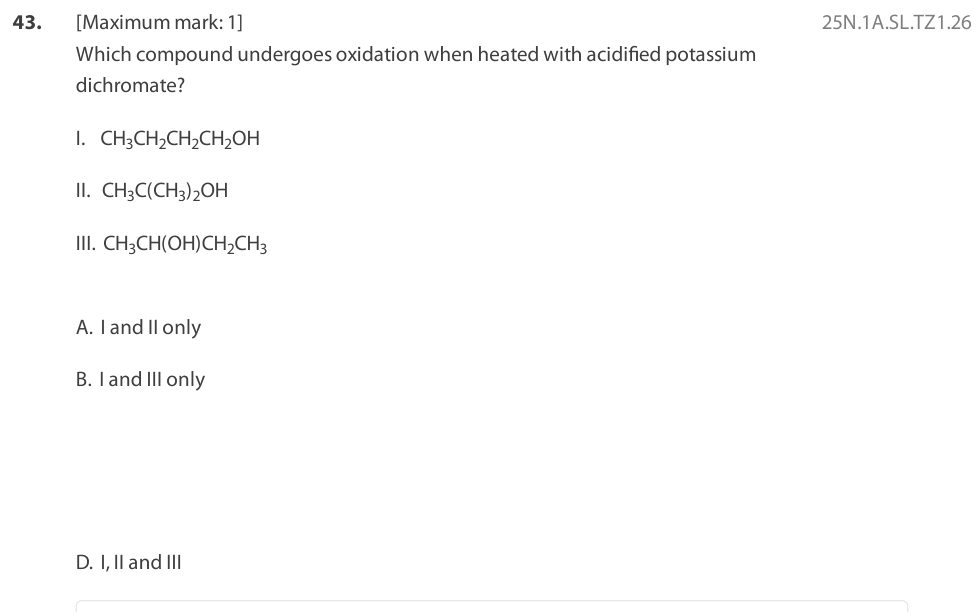 43. [Maximum mark: 1] 25N.1A.SL.TZ1.26
Which compound undergoes oxidation when heated with acidified potassium
dichromate?
I. CH₃CH₂CH₂CH₂OH
II. CH₃C(CH₃)₂OH
III. CH₃CH(OH)CH₂CH₃
A. I and II only
B. I and III only
D. I, II and III